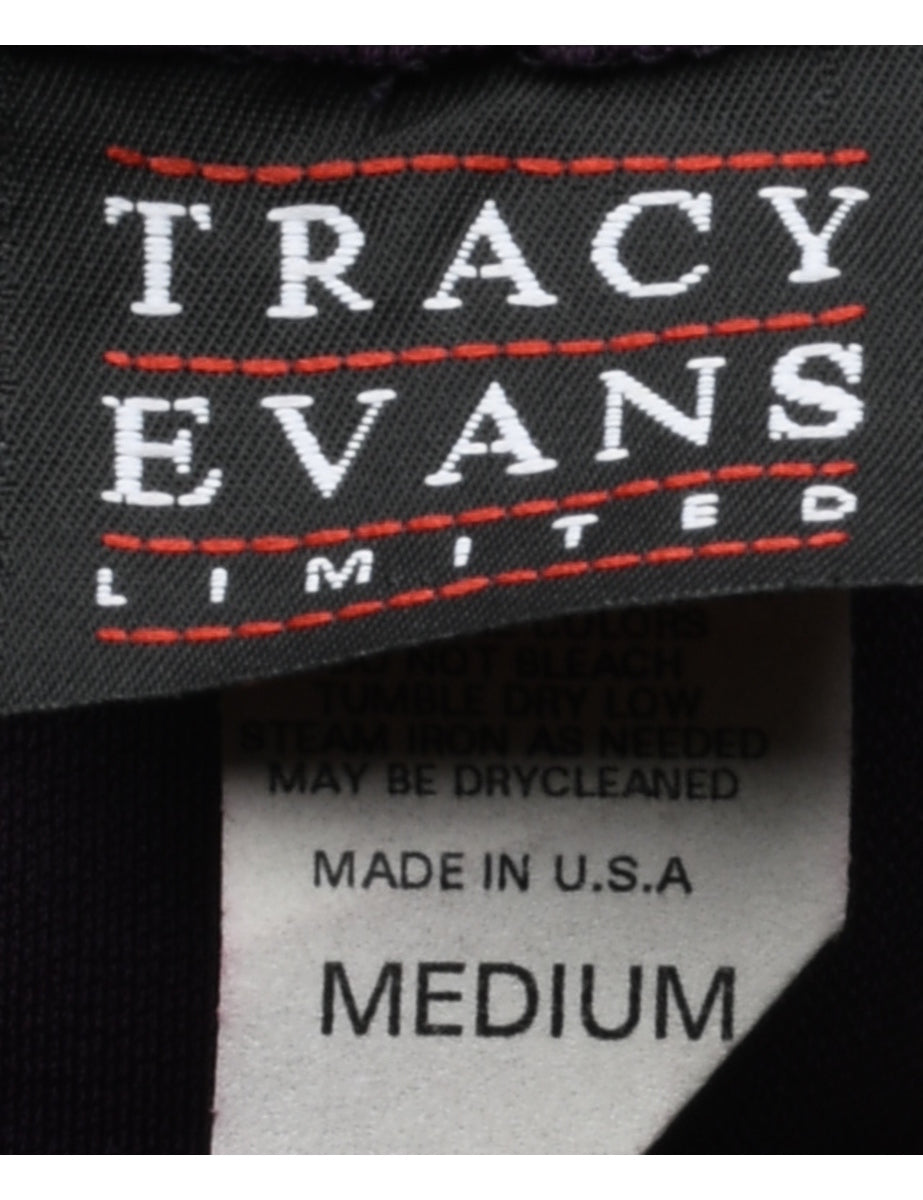 TRACY
EVANS
LIMITED
COLORS
DO NOT BLEACH
TUMBLE DRY LOW
STEAM IRON AS NEEDED
MAY BE DRYCLEANED
MADE IN U.S.A
MEDIUM